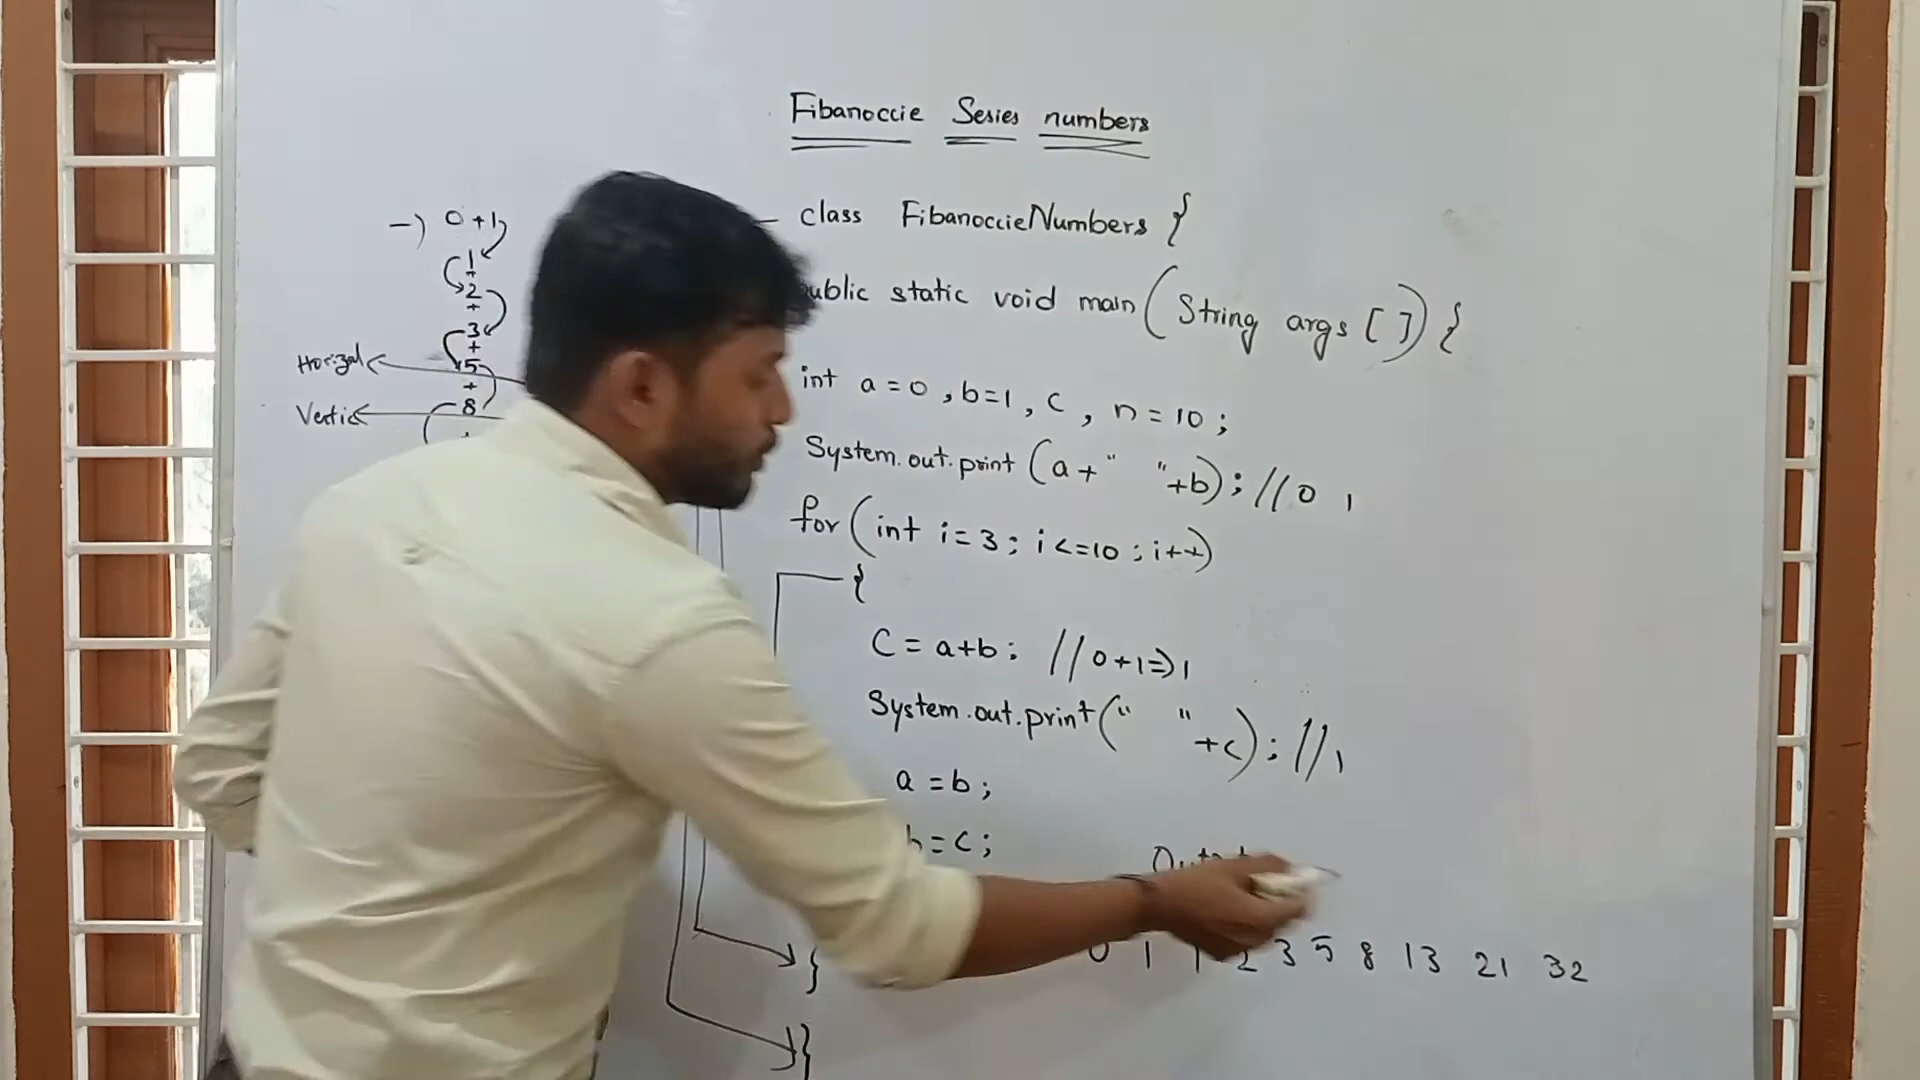 Fibanoccie Series numbers
class FibanoccieNumbers {
public static void main (String args []) {
int a = 0 , b=1 , c , n = 10 ;
System.out.print (a + " " +b) ; // 0 1
for (int i=3 ; i <=10 ; i++)
{
C = a+b ; // 0+1=>1
System.out.print (" " +c) ; // 1
a = b ;
b = c ;
}
}
0 1 1 2 3 5 8 13 21 32
-) 0 +1
1
+
2
+
3
+
5
+
8
+
Horizal
Vertic